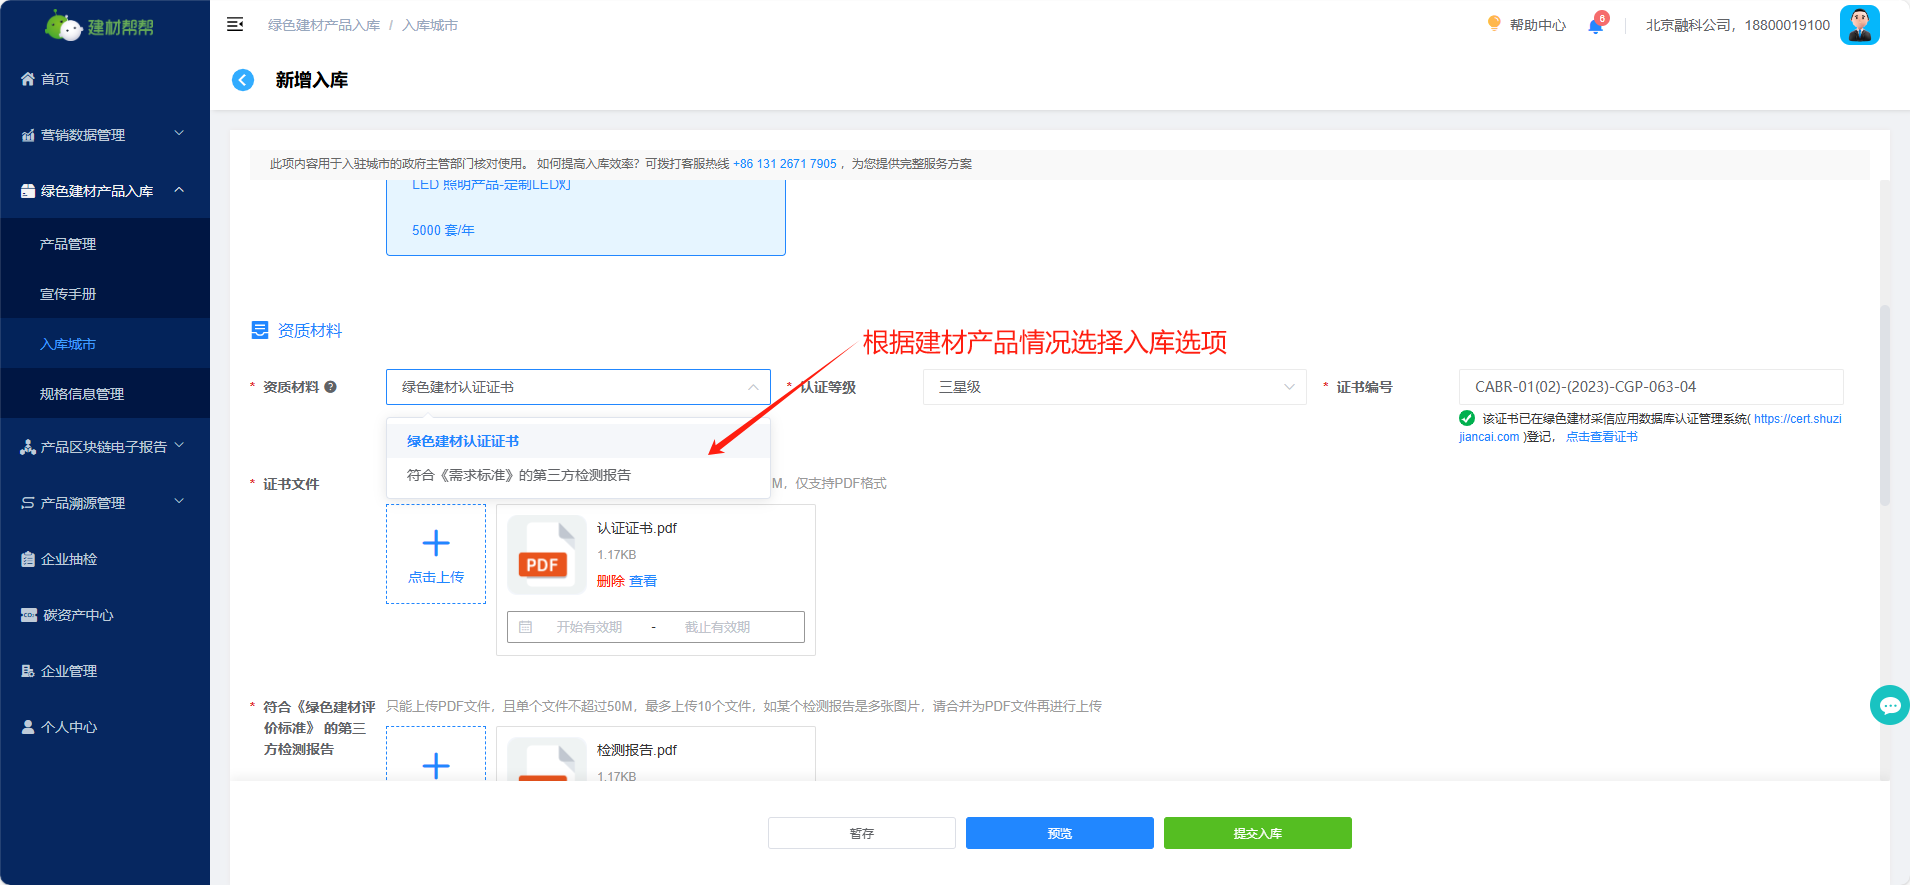 建材帮帮
绿色建材产品入库 / 入库城市
帮助中心
6
北京融科公司，18800019100
首页
营销数据管理
绿色建材产品入库
产品管理
宣传手册
入库城市
规格信息管理
产品区块链电子报告
产品溯源管理
企业抽检
碳资产中心
企业管理
个人中心
新增入库
此项内容用于入驻城市的政府主管部门核对使用。 如何提高入库效率？可拨打客服热线 +86 131 2671 7905 ，为您提供完整服务方案
LED 照明产品-定制LED灯
5000 套/年
资质材料
根据建材产品情况选择入库选项
* 资质材料 ?
绿色建材认证证书
* 认证等级
三星级
* 证书编号
CABR-01(02)-(2023)-CGP-063-04
该证书已在绿色建材采信应用数据库认证管理系统( https://cert.shuzi
jiancai.com )登记， 点击查看证书
绿色建材认证证书
符合《需求标准》的第三方检测报告
* 证书文件
M，仅支持PDF格式
点击上传
PDF
认证证书.pdf
1.17KB
删除 查看
开始有效期 - 截止有效期
* 符合《绿色建材评
价标准》 的第三
方检测报告
只能上传PDF文件，且单个文件不超过50M，最多上传10个文件，如某个检测报告是多张图片，请合并为PDF文件再进行上传
检测报告.pdf
1.17KB
暂存
预览
提交入库